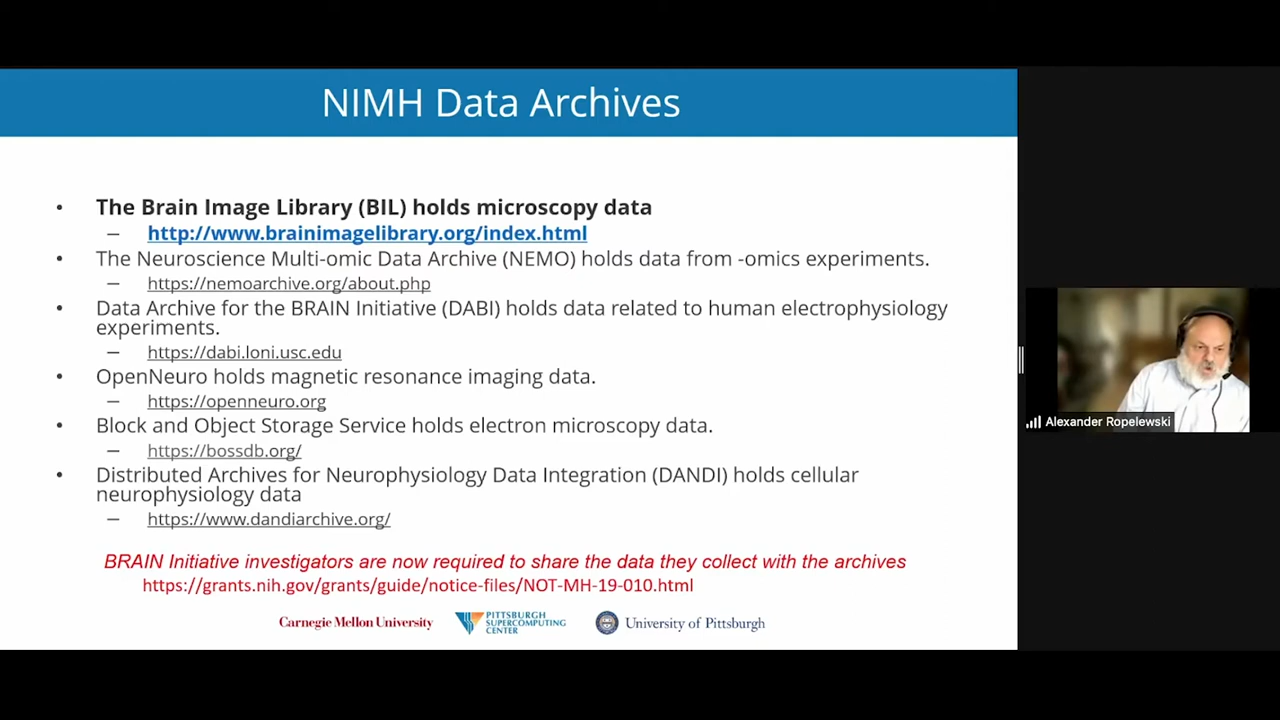 NIMH Data Archives
• The Brain Image Library (BIL) holds microscopy data
– http://www.brainimagelibrary.org/index.html
• The Neuroscience Multi-omic Data Archive (NEMO) holds data from -omics experiments.
– https://nemoarchive.org/about.php
• Data Archive for the BRAIN Initiative (DABI) holds data related to human electrophysiology
experiments.
– https://dabi.loni.usc.edu
• OpenNeuro holds magnetic resonance imaging data.
– https://openneuro.org
• Block and Object Storage Service holds electron microscopy data.
– https://bossdb.org/
• Distributed Archives for Neurophysiology Data Integration (DANDI) holds cellular
neurophysiology data
– https://www.dandiarchive.org/
BRAIN Initiative investigators are now required to share the data they collect with the archives
https://grants.nih.gov/grants/guide/notice-files/NOT-MH-19-010.html
Carnegie Mellon University
PITTSBURGH
SUPERCOMPUTING
CENTER
University of Pittsburgh
Alexander Ropelewski